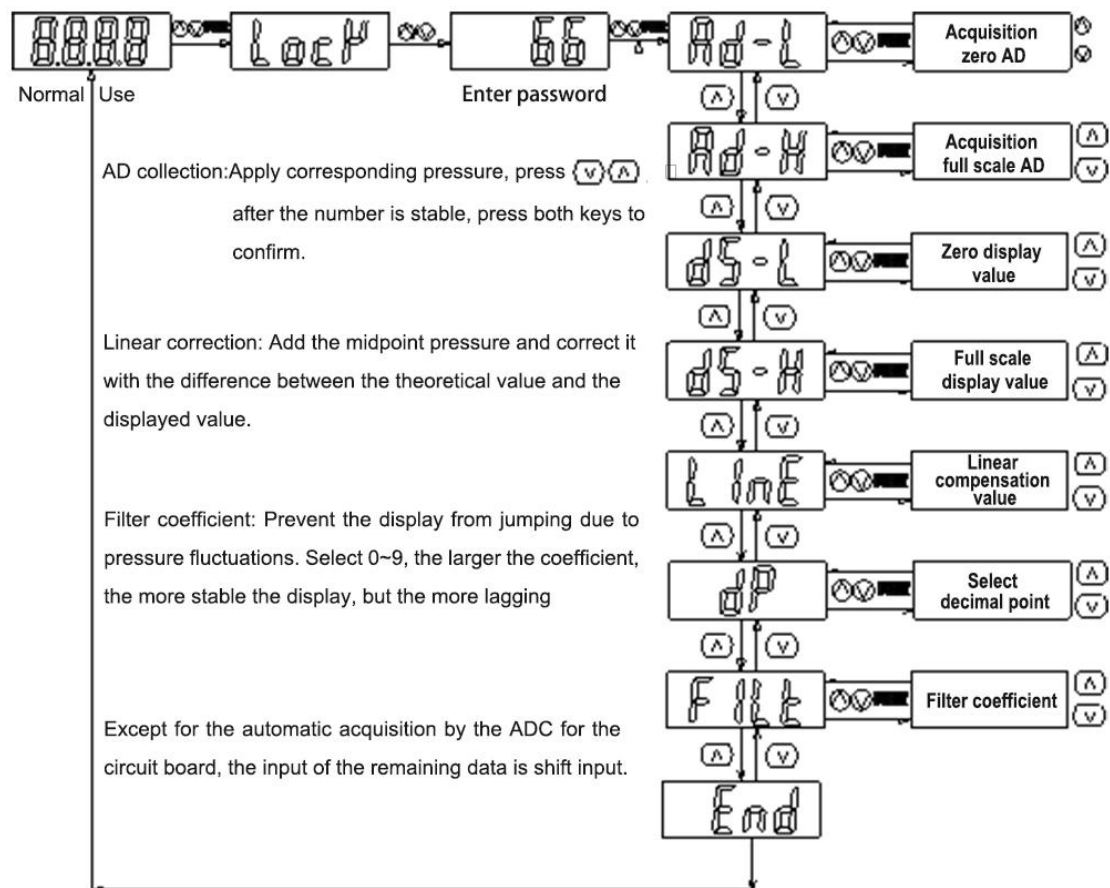 8.8.8.8
LocK
66
Ad-L
Acquisition
zero AD
Normal Use
Enter password
Ad-H
Acquisition
full scale AD
AD collection:Apply corresponding pressure, press
after the number is stable, press both keys to
confirm.
dS-L
Zero display
value
Linear correction: Add the midpoint pressure and correct it
with the difference between the theoretical value and the
displayed value.
dS-H
Full scale
display value
LInE
Linear
compensation
value
Filter coefficient: Prevent the display from jumping due to
pressure fluctuations. Select 0~9, the larger the coefficient,
the more stable the display, but the more lagging
dP
Select
decimal point
FILt
Filter coefficient
Except for the automatic acquisition by the ADC for the
circuit board, the input of the remaining data is shift input.
End